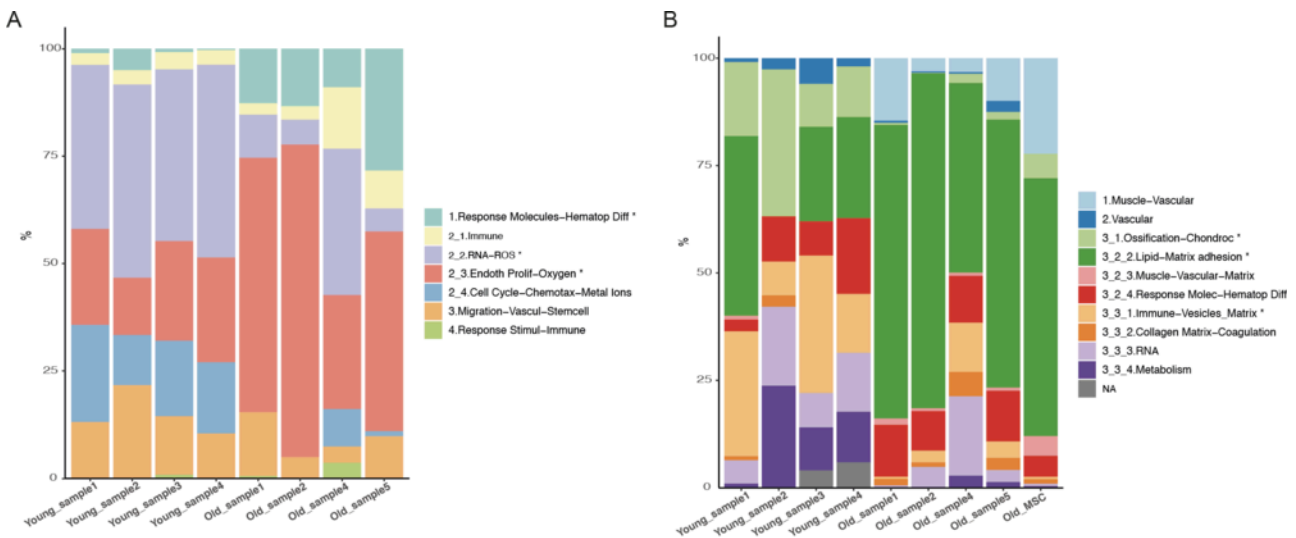 A
100
75
%
50
25
0
Young_sample1
Young_sample2
Young_sample3
Young_sample4
Old_sample1
Old_sample2
Old_sample4
Old_sample5
1.Response Molecules-Hematop Diff *
2_1.Immune
2_2.RNA-ROS *
2_3.Endoth Prolif-Oxygen *
2_4.Cell Cycle-Chemotax-Metal Ions
3.Migration-Vascul-Stemcell
4.Response Stimul-Immune
B
100
75
%
50
25
0
Young_sample1
Young_sample2
Young_sample3
Young_sample4
Old_sample1
Old_sample2
Old_sample4
Old_sample5
Old_MSC
1.Muscle-Vascular
2.Vascular
3_1.Ossification-Chondroc *
3_2_2.Lipid-Matrix adhesion *
3_2_3.Muscle-Vascular-Matrix
3_2_4.Response Molec-Hematop Diff
3_3_1.Immune-Vesicles_Matrix *
3_3_2.Collagen Matrix-Coagulation
3_3_3.RNA
3_3_4.Metabolism
NA